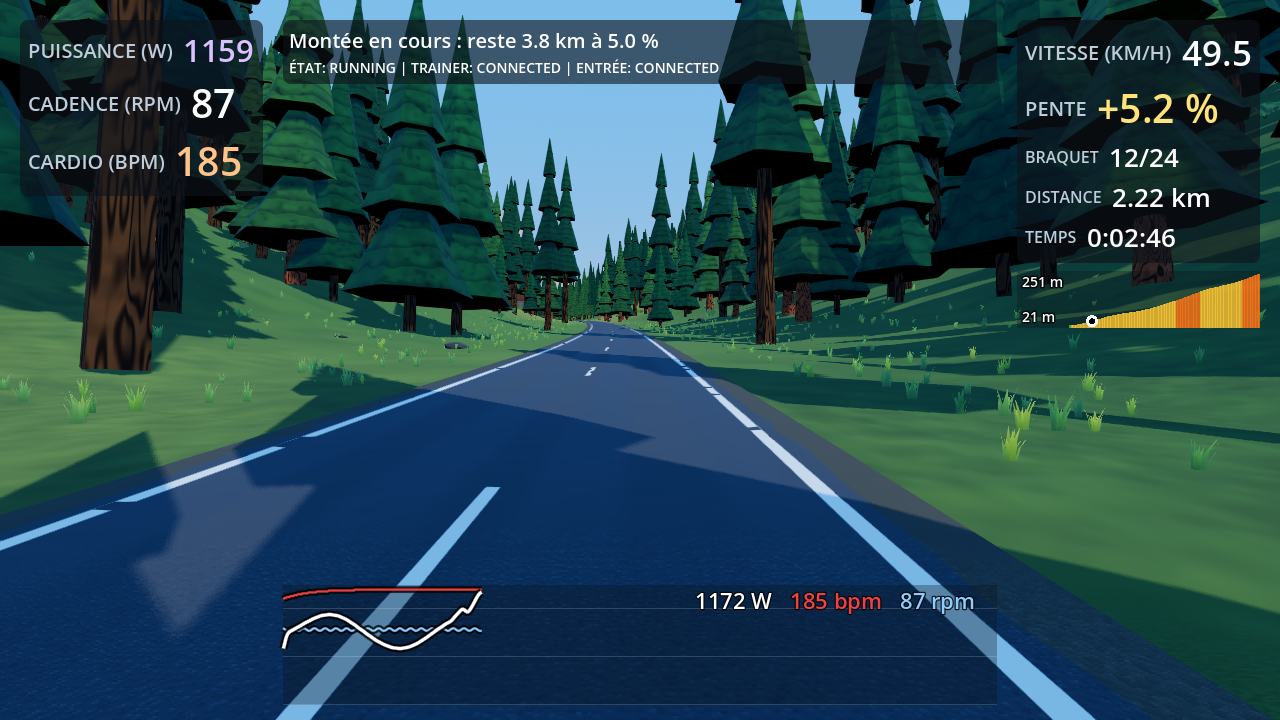 PUISSANCE (W) 1159
CADENCE (RPM) 87
CARDIO (BPM) 185
Montée en cours : reste 3.8 km à 5.0 %
ÉTAT: RUNNING | TRAINER: CONNECTED | ENTRÉE: CONNECTED
VITESSE (KM/H) 49.5
PENTE +5.2 %
BRAQUET 12/24
DISTANCE 2.22 km
TEMPS 0:02:46
251 m
21 m
1172 W 185 bpm 87 rpm